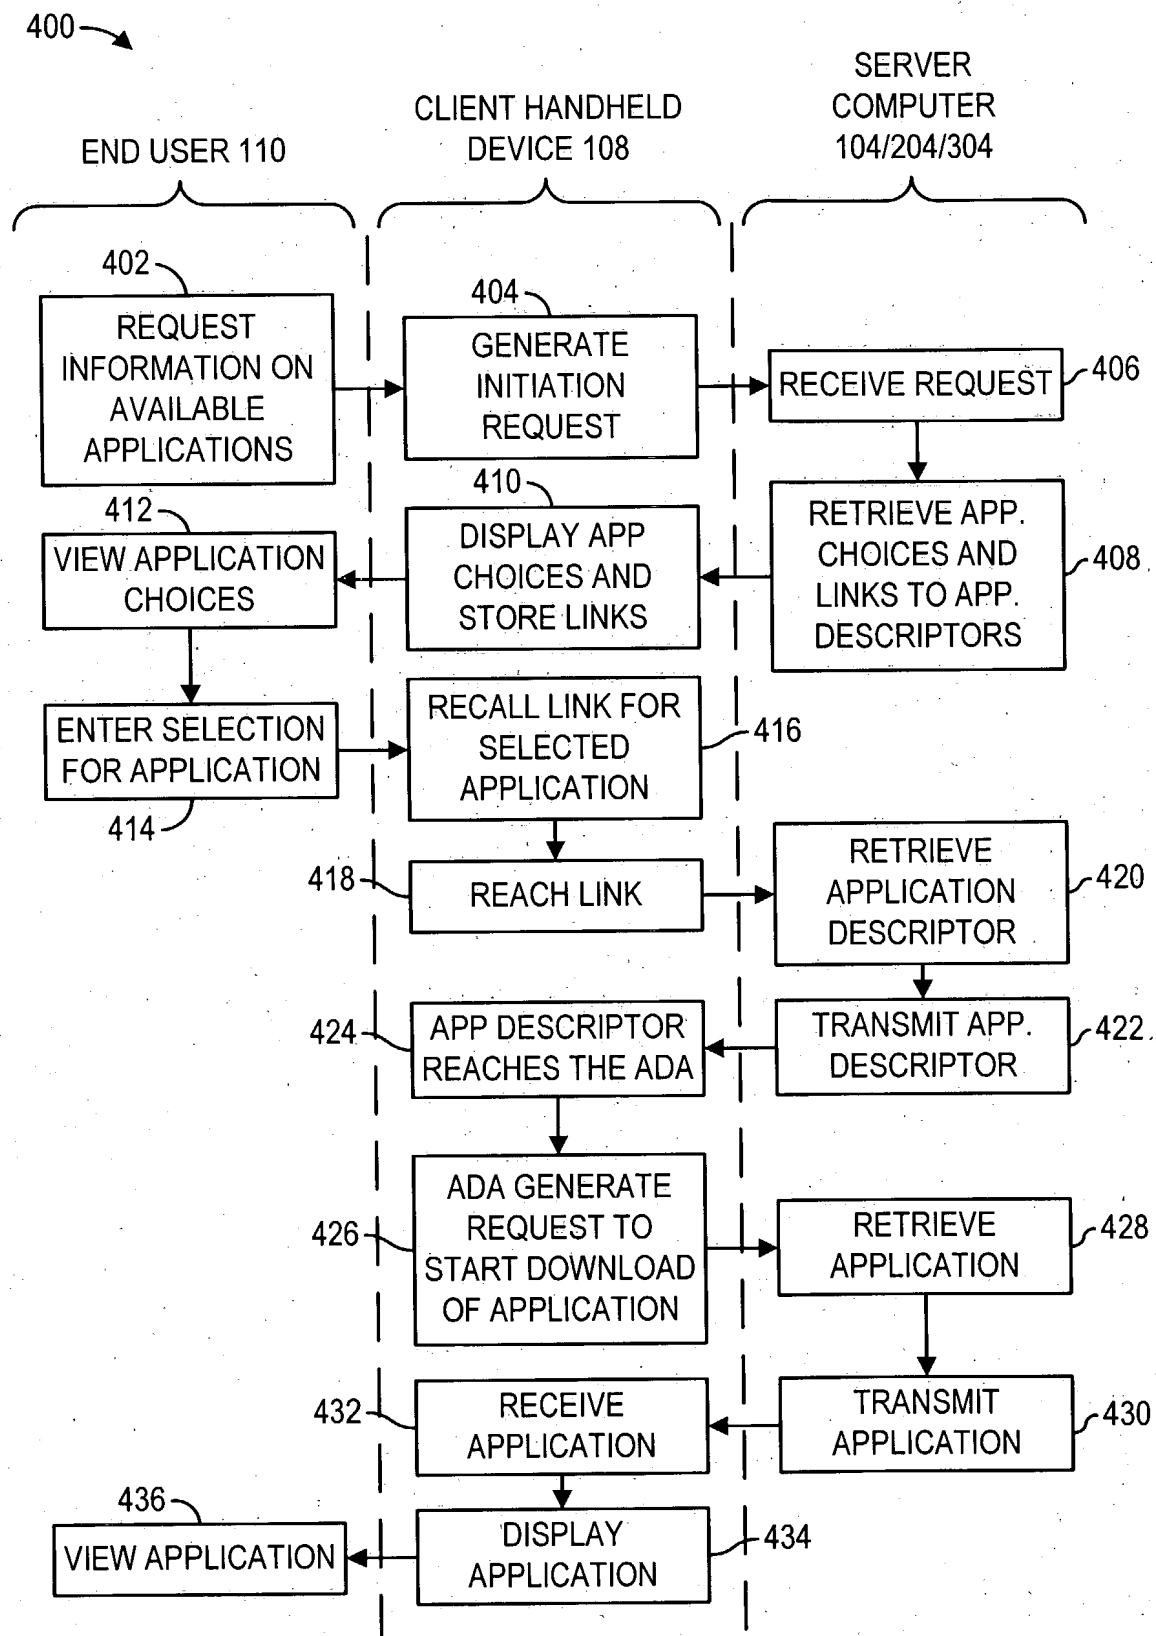 400
END USER 110
CLIENT HANDHELD
DEVICE 108
SERVER
COMPUTER
104/204/304
402
REQUEST
INFORMATION ON
AVAILABLE
APPLICATIONS
404
GENERATE
INITIATION
REQUEST
RECEIVE REQUEST
406
412
VIEW APPLICATION
CHOICES
410
DISPLAY APP
CHOICES AND
STORE LINKS
RETRIEVE APP.
CHOICES AND
LINKS TO APP.
DESCRIPTORS
408
ENTER SELECTION
FOR APPLICATION
414
RECALL LINK FOR
SELECTED
APPLICATION
416
418
REACH LINK
RETRIEVE
APPLICATION
DESCRIPTOR
420
424
APP DESCRIPTOR
REACHES THE ADA
TRANSMIT APP.
DESCRIPTOR
422
426
ADA GENERATE
REQUEST TO
START DOWNLOAD
OF APPLICATION
RETRIEVE
APPLICATION
428
432
RECEIVE
APPLICATION
TRANSMIT
APPLICATION
430
436
VIEW APPLICATION
DISPLAY
APPLICATION
434